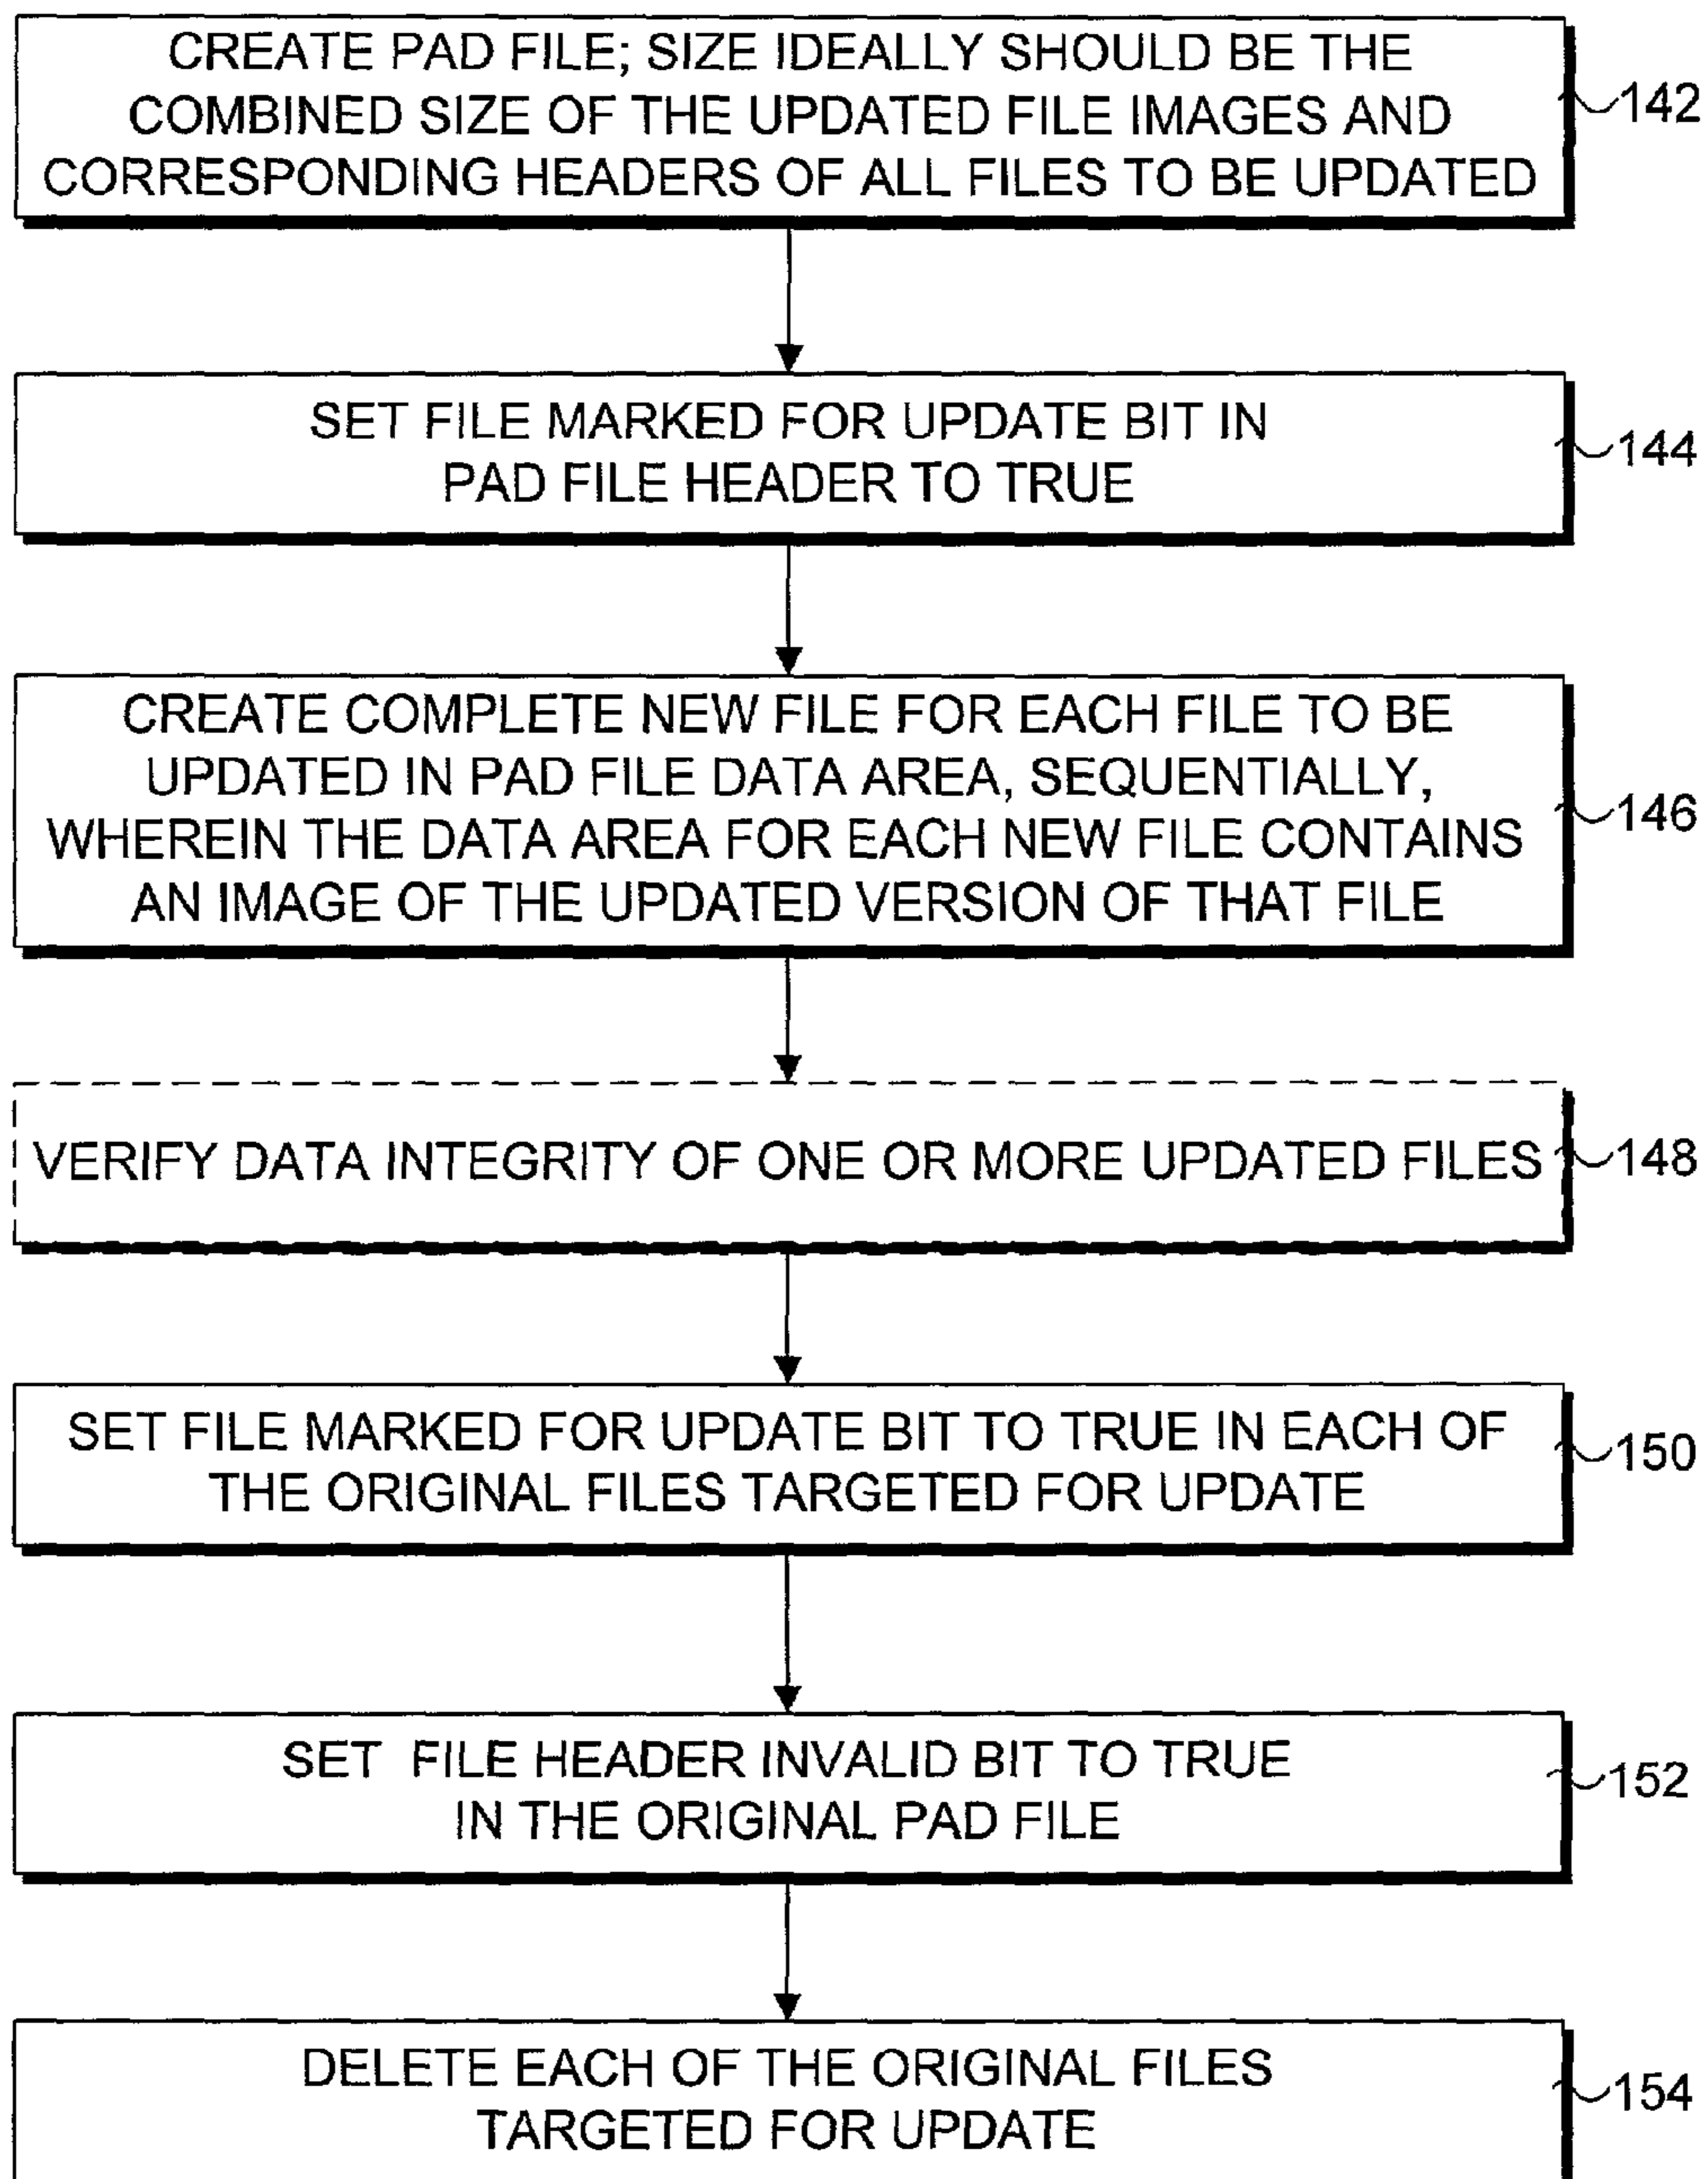 CREATE PAD FILE; SIZE IDEALLY SHOULD BE THE
COMBINED SIZE OF THE UPDATED FILE IMAGES AND
CORRESPONDING HEADERS OF ALL FILES TO BE UPDATED
142
SET FILE MARKED FOR UPDATE BIT IN
PAD FILE HEADER TO TRUE
144
CREATE COMPLETE NEW FILE FOR EACH FILE TO BE
UPDATED IN PAD FILE DATA AREA, SEQUENTIALLY,
WHEREIN THE DATA AREA FOR EACH NEW FILE CONTAINS
AN IMAGE OF THE UPDATED VERSION OF THAT FILE
146
VERIFY DATA INTEGRITY OF ONE OR MORE UPDATED FILES
148
SET FILE MARKED FOR UPDATE BIT TO TRUE IN EACH OF
THE ORIGINAL FILES TARGETED FOR UPDATE
150
SET FILE HEADER INVALID BIT TO TRUE
IN THE ORIGINAL PAD FILE
152
DELETE EACH OF THE ORIGINAL FILES
TARGETED FOR UPDATE
154